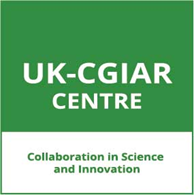 UK-CGIAR
CENTRE
Collaboration in Science
and Innovation